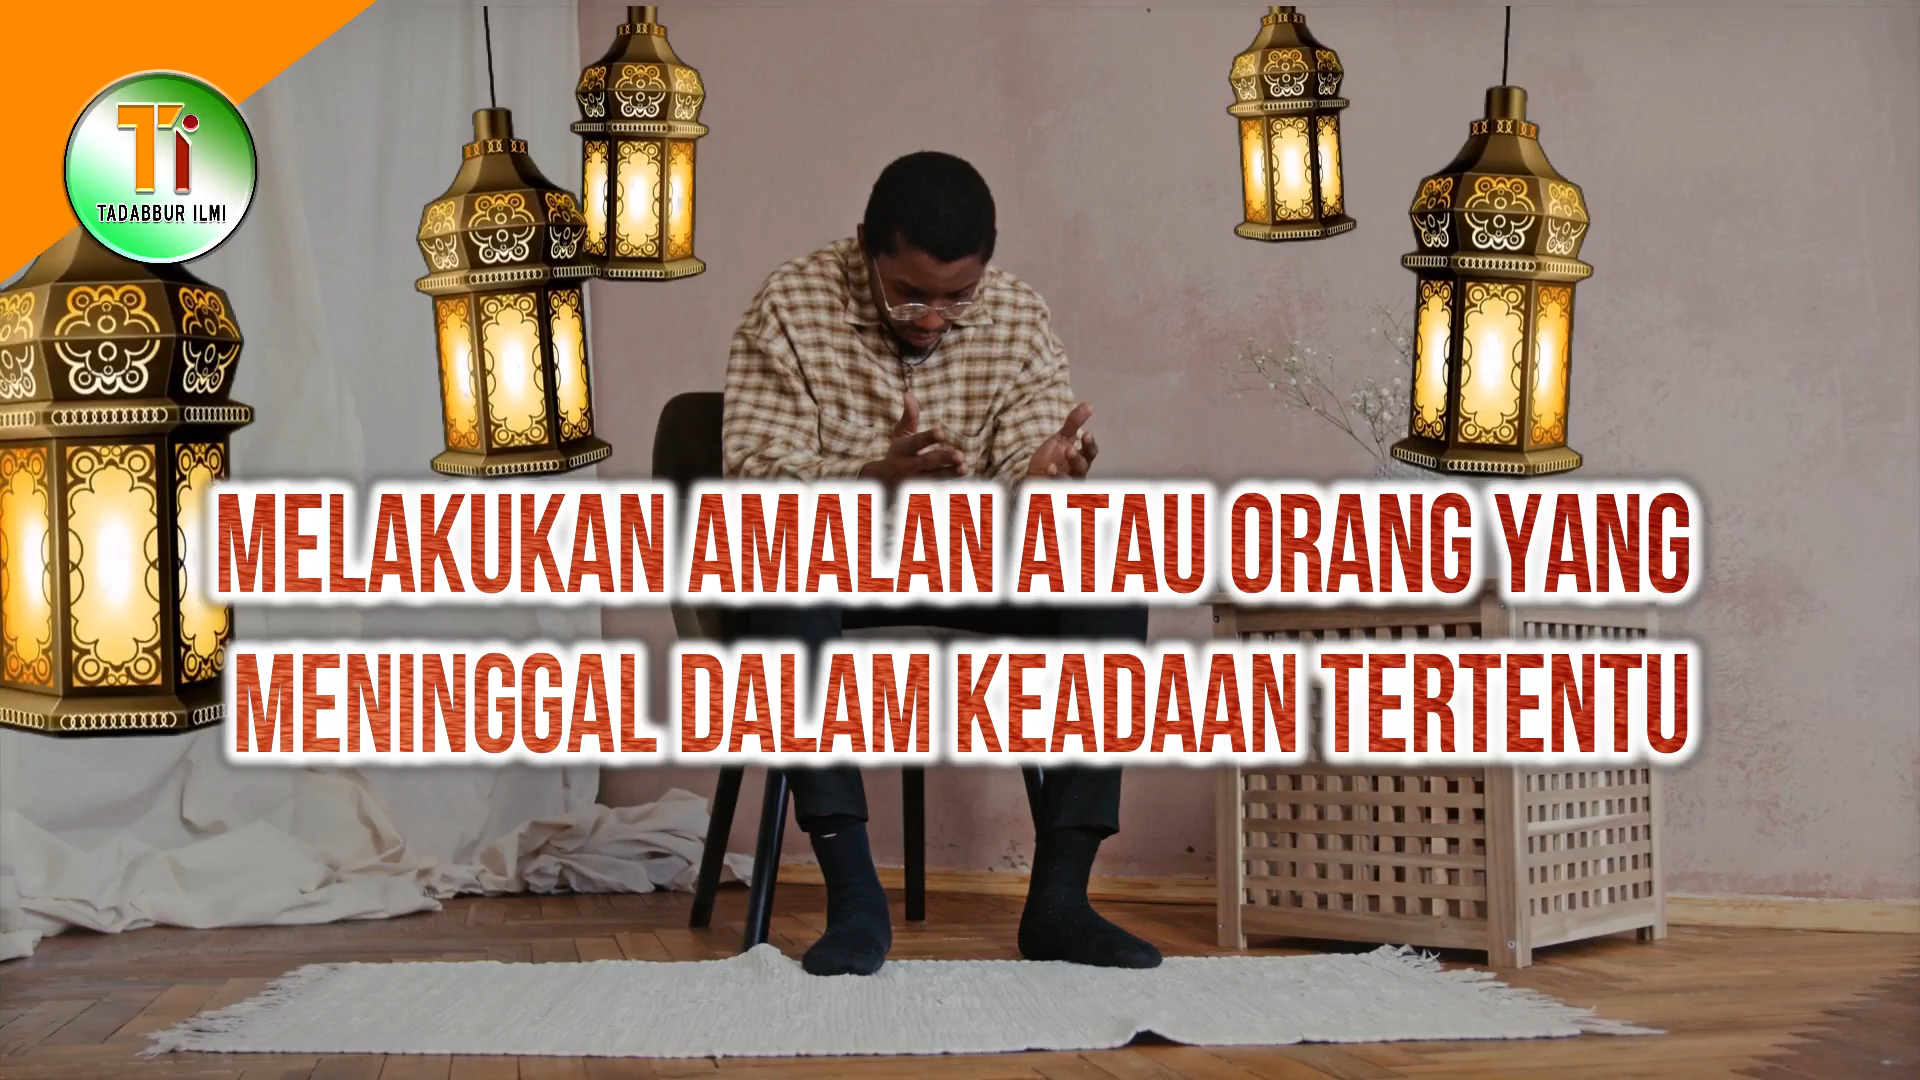 TADABBUR ILMI
MELAKUKAN AMALAN ATAU ORANG YANG
MENINGGAL DALAM KEADAAN TERTENTU